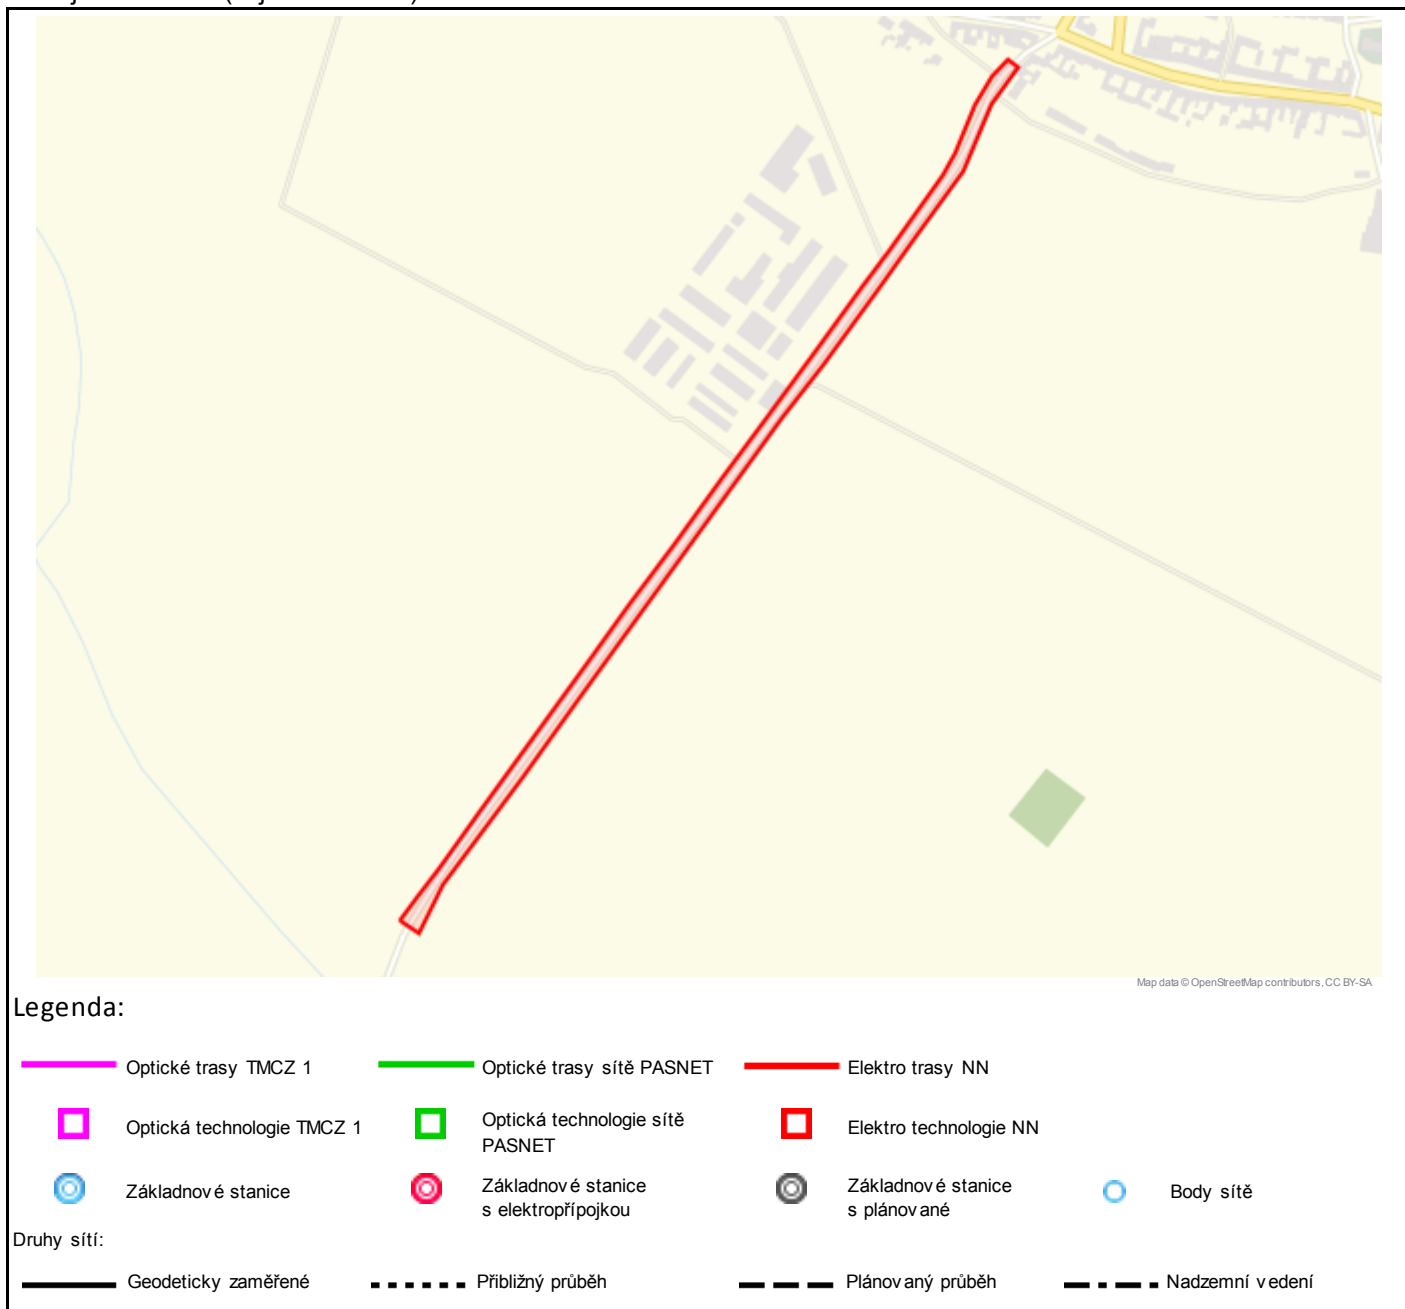 Map data © OpenStreetMap contributors, CC BY-SA
Legenda:
Optické trasy TMCZ 1
Optické trasy sítě PASNET
Elektro trasy NN
Optická technologie TMCZ 1
Optická technologie sítě
PASNET
Elektro technologie NN
Základnové stanice
Základnové stanice
s elektropřípojkou
Základnové stanice
s plánované
Body sítě
Druhy sítí:
Geodeticky zaměřené
Přibližný průběh
Plánovaný průběh
Nadzemní vedení